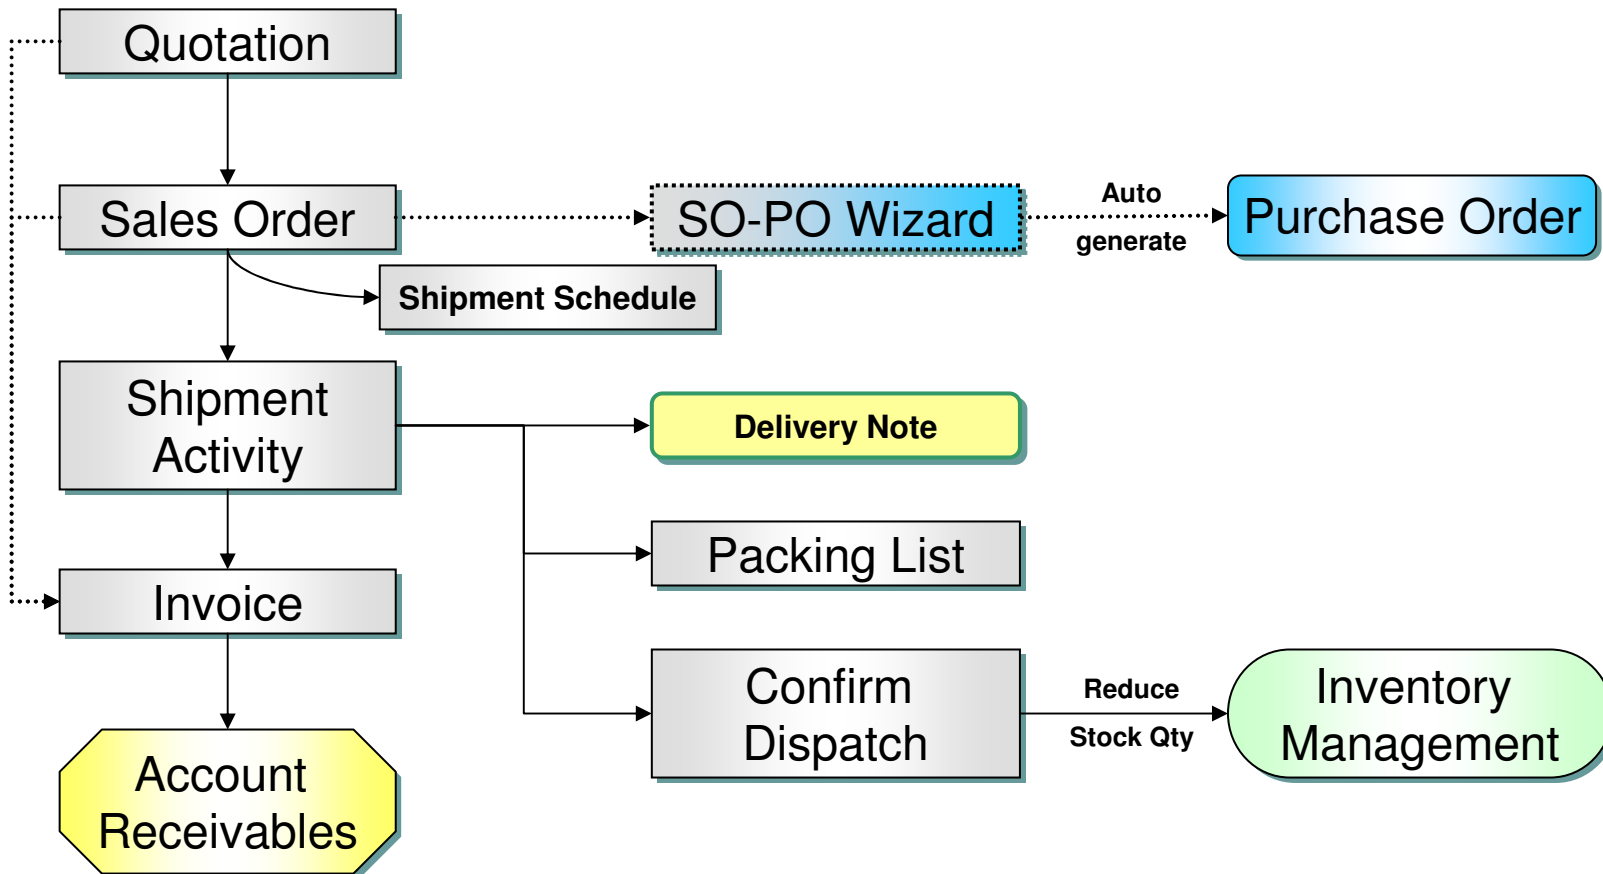 Quotation
Sales Order
SO-PO Wizard
Auto
generate
Purchase Order
Shipment Schedule
Shipment
Activity
Delivery Note
Packing List
Invoice
Confirm
Dispatch
Reduce
Stock Qty
Inventory
Management
Account
Receivables